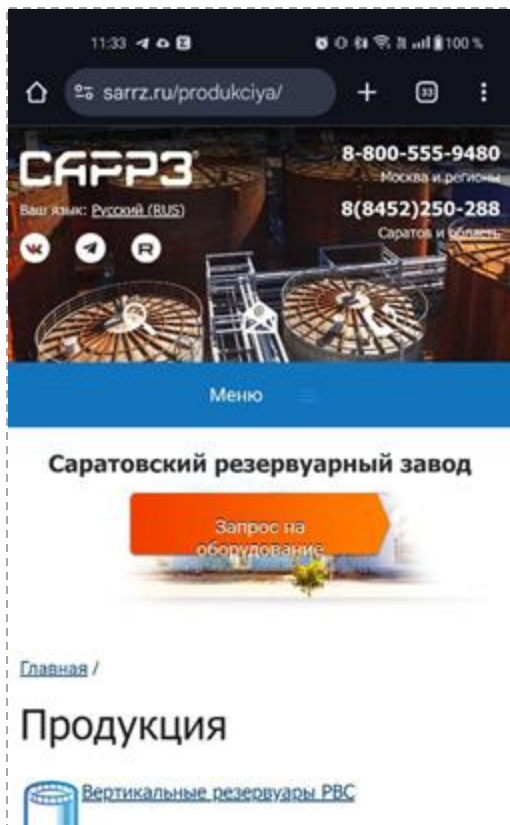 11:33
100 %
sarrz.ru/produkciya/
33
САРРЗ
8-800-555-9480
Москва и регионы
Ваш язык: Русский (RUS)
8(8452)250-288
Саратов и область
Меню
Саратовский резервуарный завод
Запрос на
оборудование
Главная /
Продукция
Вертикальные резервуары РВС